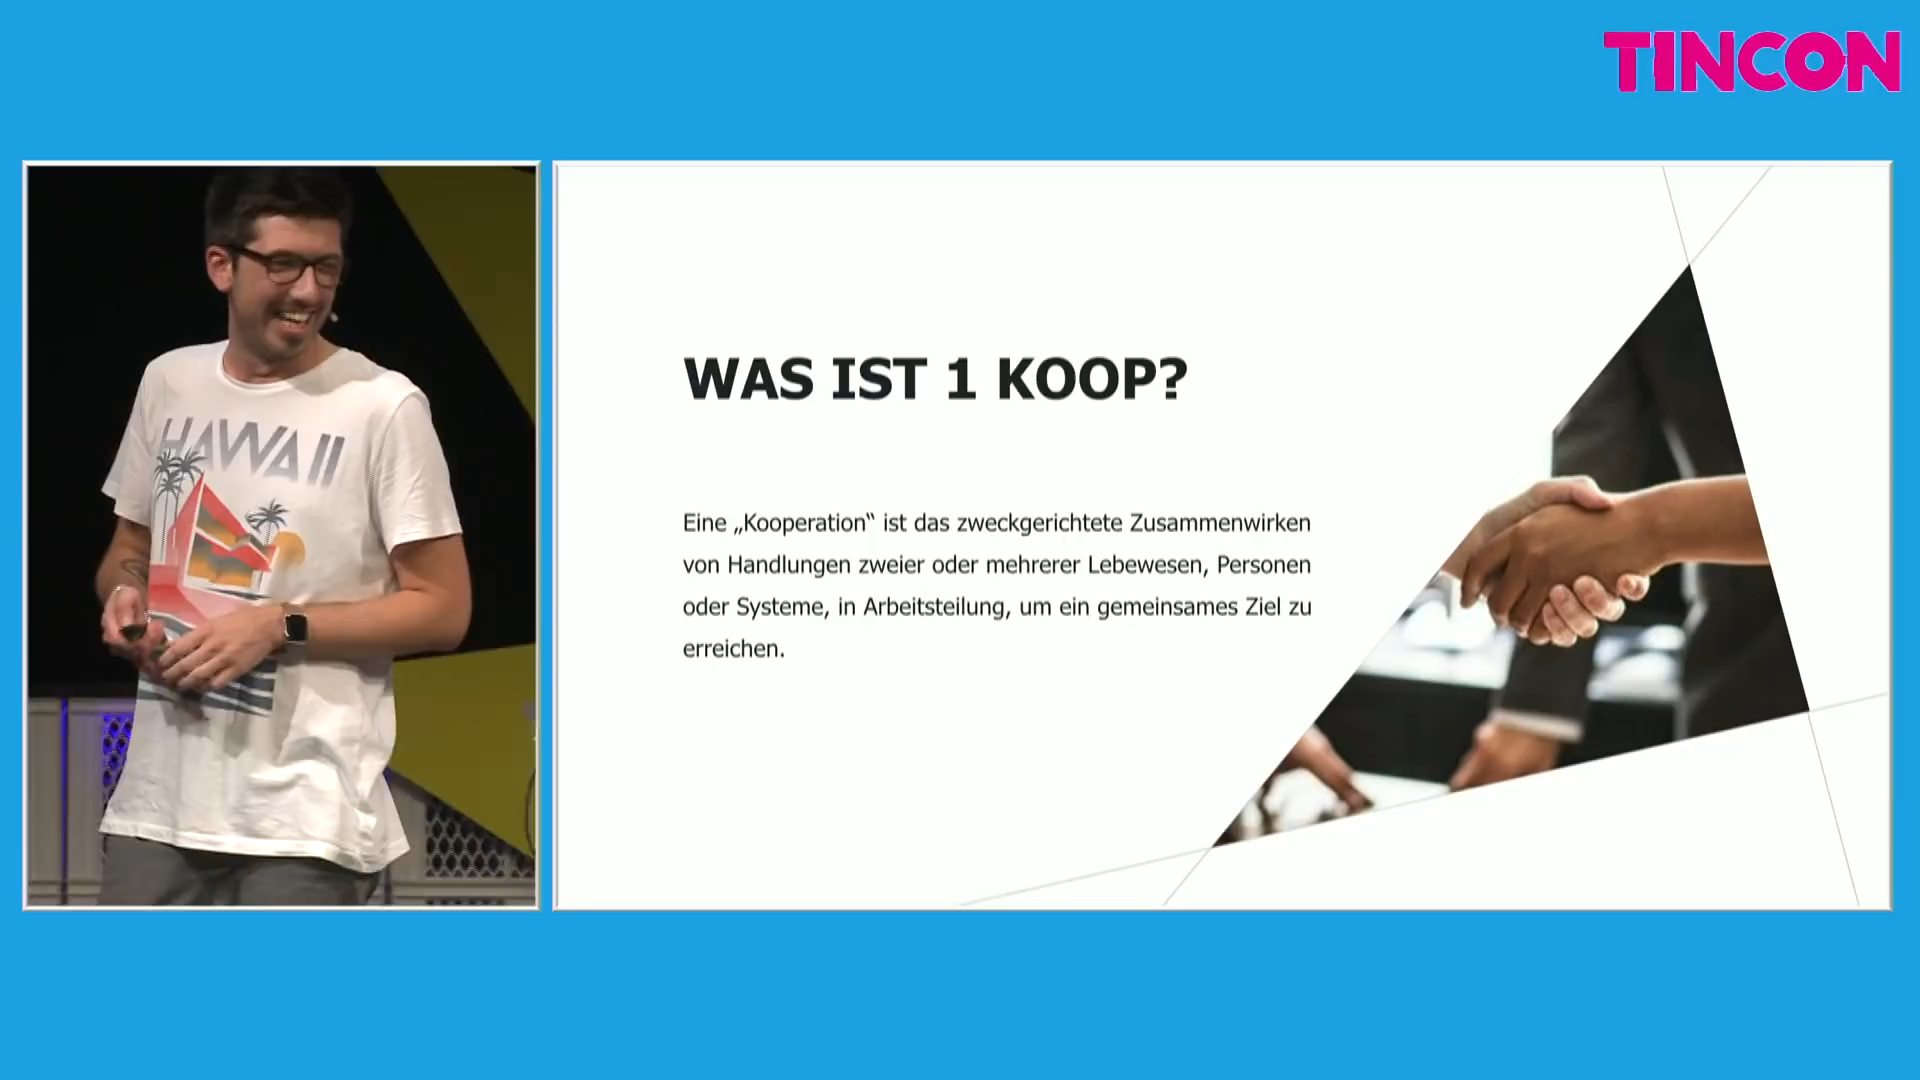 TINCON
HAWAII
WAS IST 1 KOOP?
Eine „Kooperation“ ist das zweckgerichtete Zusammenwirken
von Handlungen zweier oder mehrerer Lebewesen, Personen
oder Systeme, in Arbeitsteilung, um ein gemeinsames Ziel zu
erreichen.